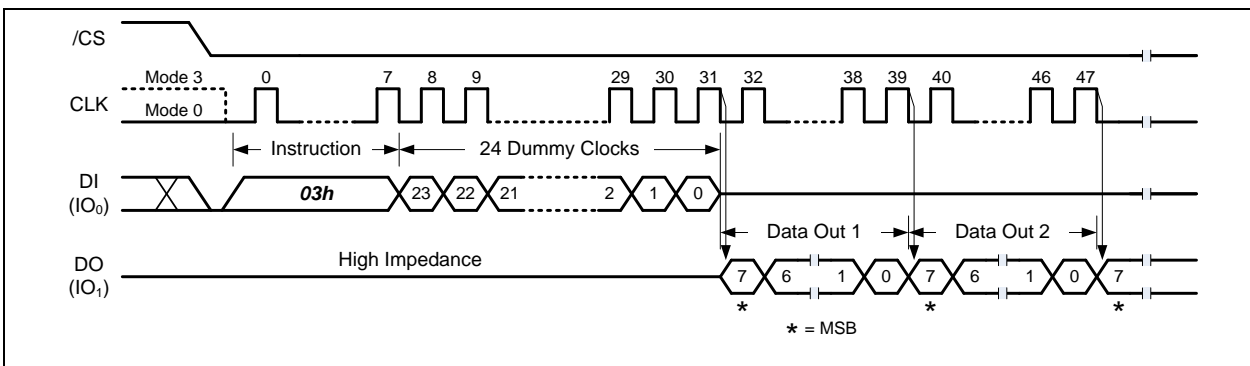 /CS
Mode 3 0 7 8 9 29 30 31 32 38 39 40 46 47
CLK
Mode 0
Instruction 24 Dummy Clocks
DI
(IO0) 03h 23 22 21 2 1 0
Data Out 1 Data Out 2
High Impedance
DO
(IO1) 7 6 1 0 7 6 1 0 7
* * *
* = MSB